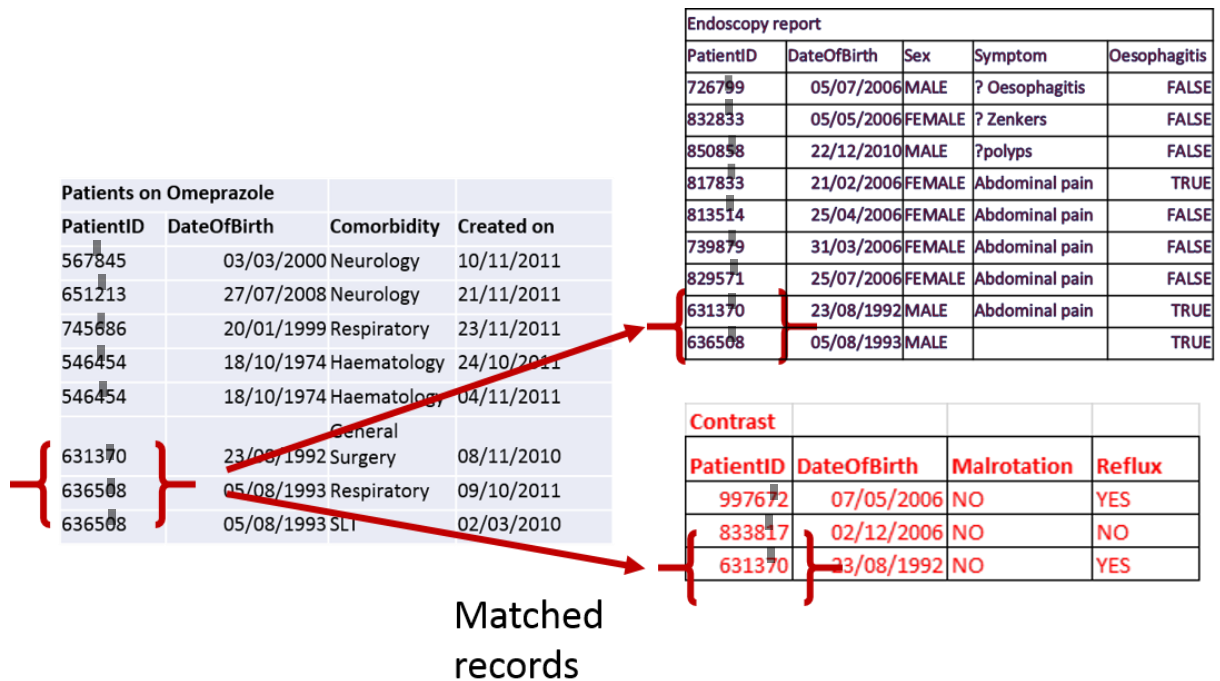 Endoscopy report
PatientID DateOfBirth Sex Symptom Oesophagitis
726799 05/07/2006 MALE ? Oesophagitis FALSE
832833 05/05/2006 FEMALE ? Zenkers FALSE
850858 22/12/2010 MALE ?polyps FALSE
817833 21/02/2006 FEMALE Abdominal pain TRUE
813514 25/04/2006 FEMALE Abdominal pain FALSE
739879 31/03/2006 FEMALE Abdominal pain FALSE
829571 25/07/2006 FEMALE Abdominal pain FALSE
631370 23/08/1992 MALE Abdominal pain TRUE
636508 05/08/1993 MALE TRUE
Patients on Omeprazole
PatientID DateOfBirth Comorbidity Created on
567845 03/03/2000 Neurology 10/11/2011
651213 27/07/2008 Neurology 21/11/2011
745686 20/01/1999 Respiratory 23/11/2011
546454 18/10/1974 Haematology 24/10/2011
546454 18/10/1974 Haematology 04/11/2011
General
631370 23/08/1992 Surgery 08/11/2010
636508 05/08/1993 Respiratory 09/10/2011
636508 05/08/1993 SLT 02/03/2010
Contrast
PatientID DateOfBirth Malrotation Reflux
997672 07/05/2006 NO YES
833817 02/12/2006 NO NO
631370 23/08/1992 NO YES
Matched
records